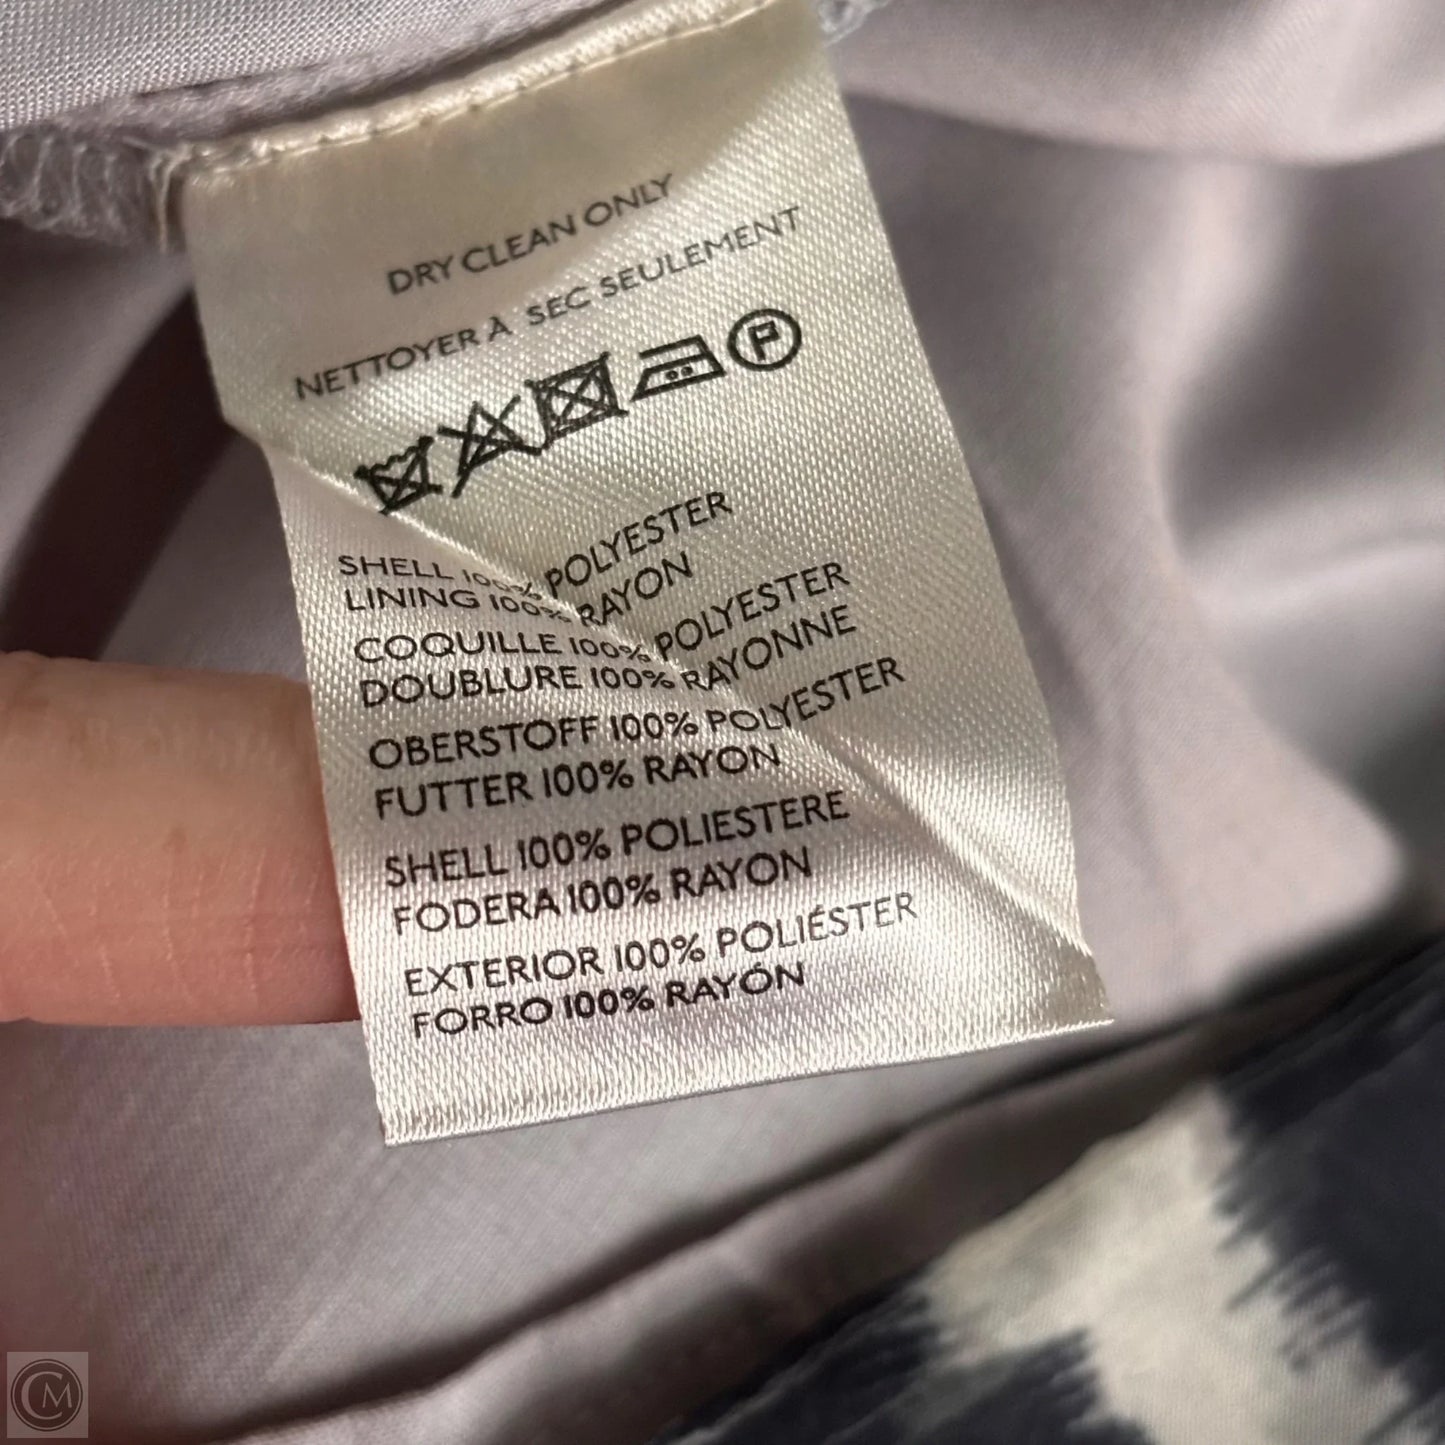 DRY CLEAN ONLY
NETTOYER À SEC SEULEMENT
P
SHELL 100% POLYESTER
LINING 100% RAYON
COQUILLE 100% POLYESTER
DOUBLURE 100% RAYONNE
OBERSTOFF 100% POLYESTER
FUTTER 100% RAYON
SHELL 100% POLIESTERE
FODERA 100% RAYON
EXTERIOR 100% POLIÉSTER
FORRO 100% RAYÓN
CM